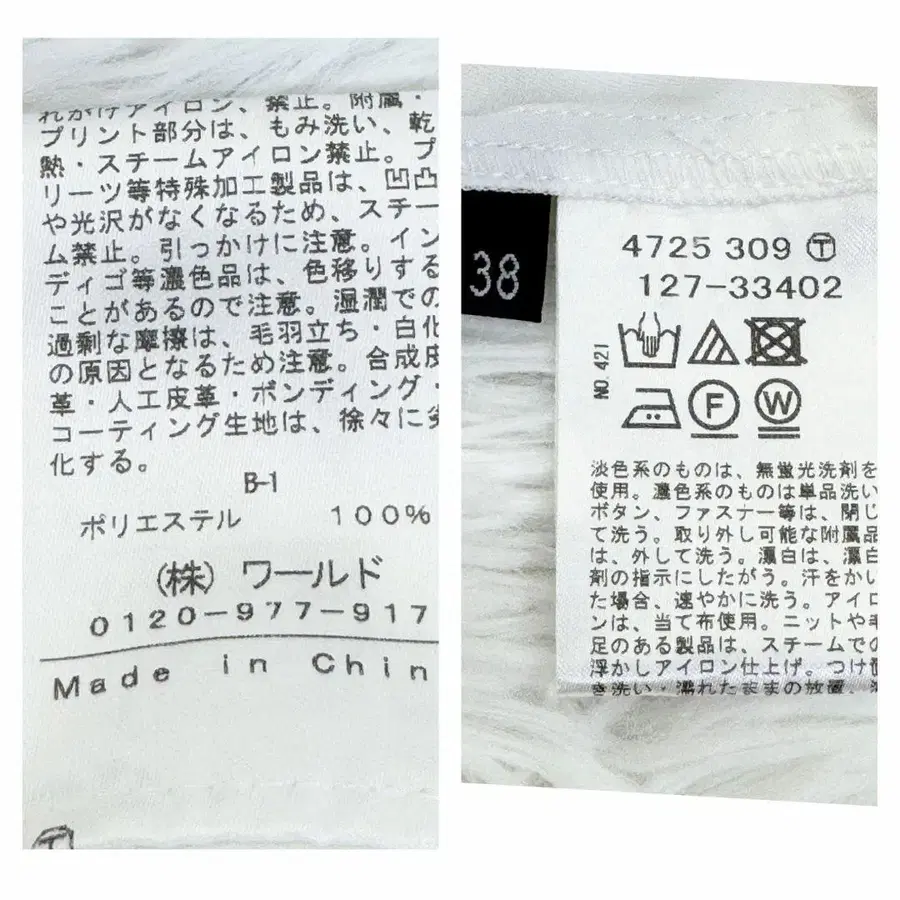 れかけアイロン、禁止。附属・
プリント部分は、もみ洗い、乾
熱・スチームアイロン禁止。プ
リーツ等特殊加工製品は、凹凸
や光沢がなくなるため、スチー
ム禁止。引っかけに注意。イン
ディゴ等濃色品は、色移りする
ことがあるので注意。湿潤での
過剰な摩擦は、毛羽立ち・白化
の原因となるため注意。合成皮
革・人工皮革・ボンディング・
コーティング生地は、徐々に劣
化する。
B-1
ポリエステル 100%
(株) ワールド
0120-977-917
Made in Chin
T
38
4725 309 Ⓣ
127-33402
NO 421
F W
淡色系のものは、無蛍光洗剤を
使用。濃色系のものは単品洗い
ボタン、ファスナー等は、閉じ
て洗う。取り外し可能な附属品
は、外して洗う。漂白は、漂白
剤の指示にしたがう。汗をかい
た場合、速やかに洗う。アイロ
ンは、当て布使用。ニットや毛
足のある製品は、スチームでの
浮かしアイロン仕上げ。つけ置
き洗い・濡れたままの放置、